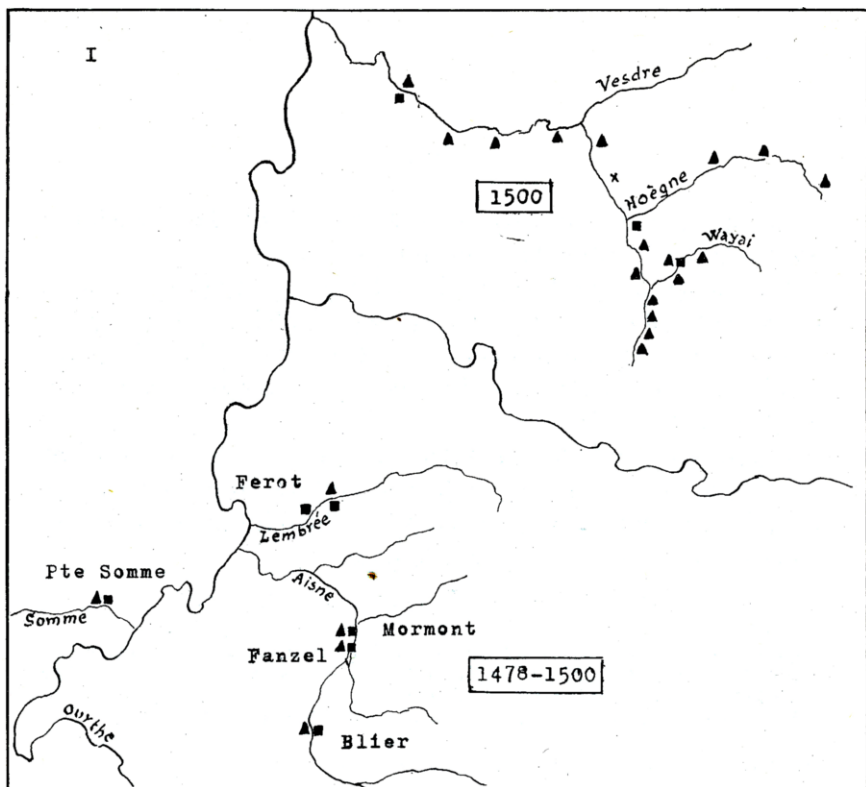 I
Vesdre
1500
Hoëgne
Wayai
Ferot
Lembrée
Pte Somme
Aisne
Somme
Mormont
Fanzel
1478-1500
Ourthe
Blier